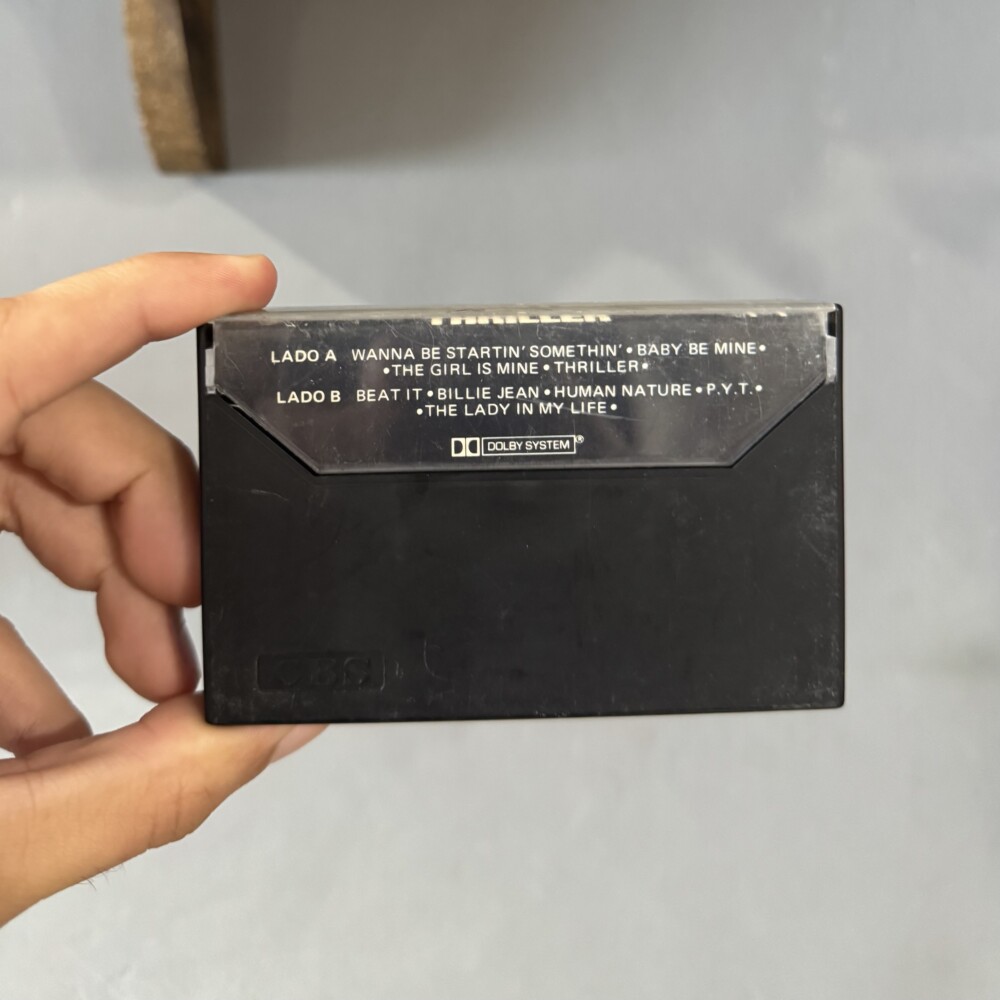 THRILLER
LADO A WANNA BE STARTIN' SOMETHIN' • BABY BE MINE •
• THE GIRL IS MINE • THRILLER •
LADO B BEAT IT • BILLIE JEAN • HUMAN NATURE • P.Y.T. •
• THE LADY IN MY LIFE •
DOLBY SYSTEM®